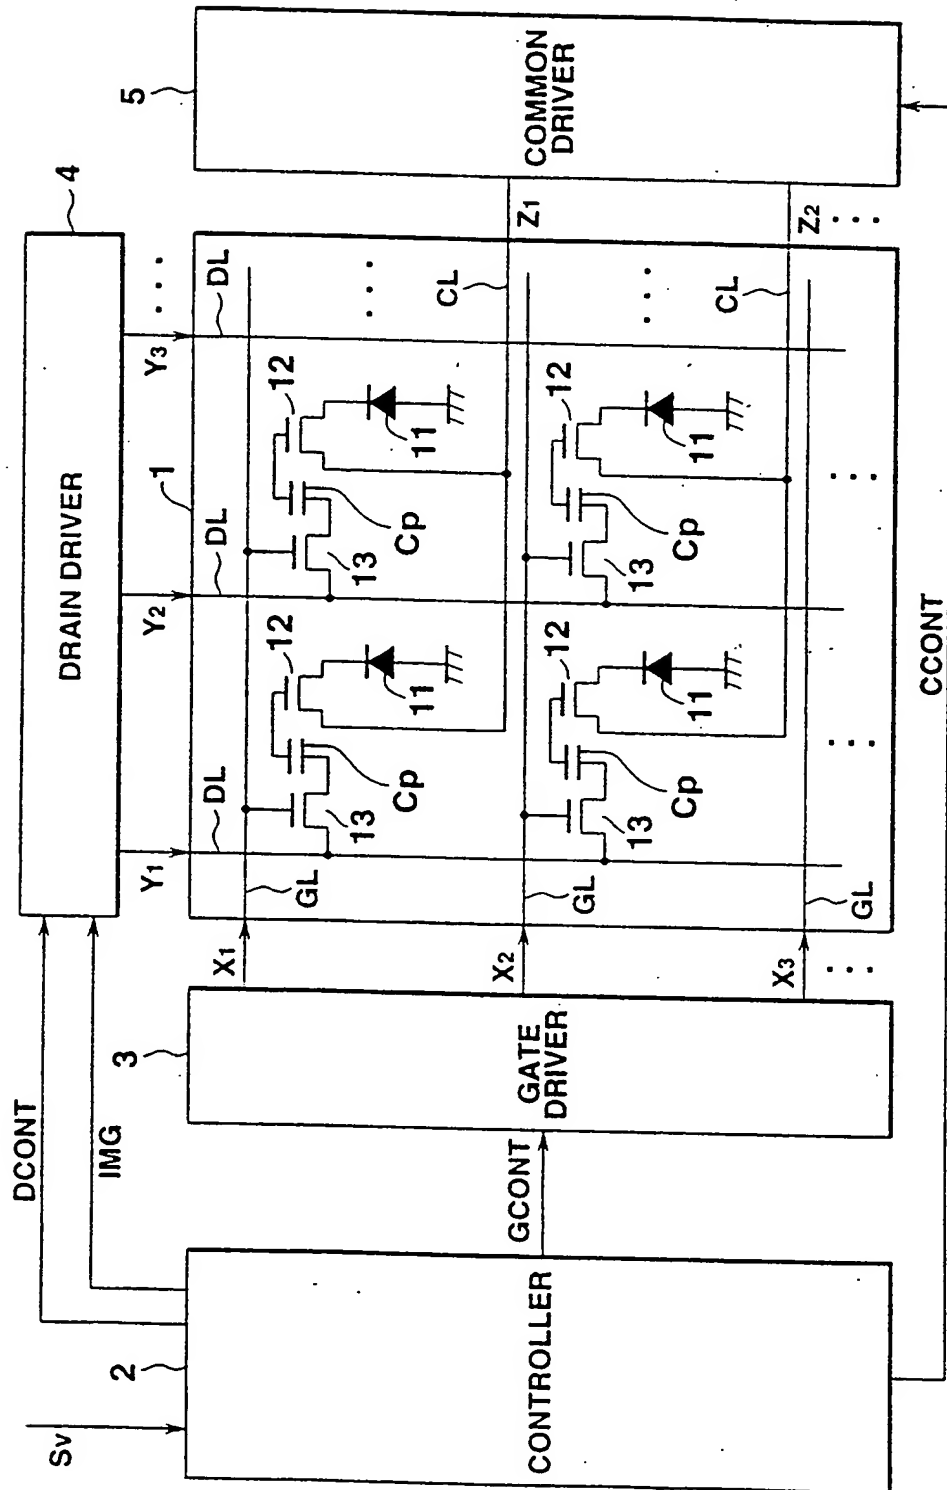 Sv
2
CONTROLLER
DCONT
IMG
GCONT
CCONT
3
GATE
DRIVER
X1
X2
X3
...
4
DRAIN DRIVER
Y1
Y2
Y3
...
1
DL
DL
DL
GL
GL
GL
12
12
11
11
13
13
Cp
Cp
...
CL
12
12
11
11
13
13
Cp
Cp
...
CL
...
...
Z1
Z2
...
5
COMMON
DRIVER